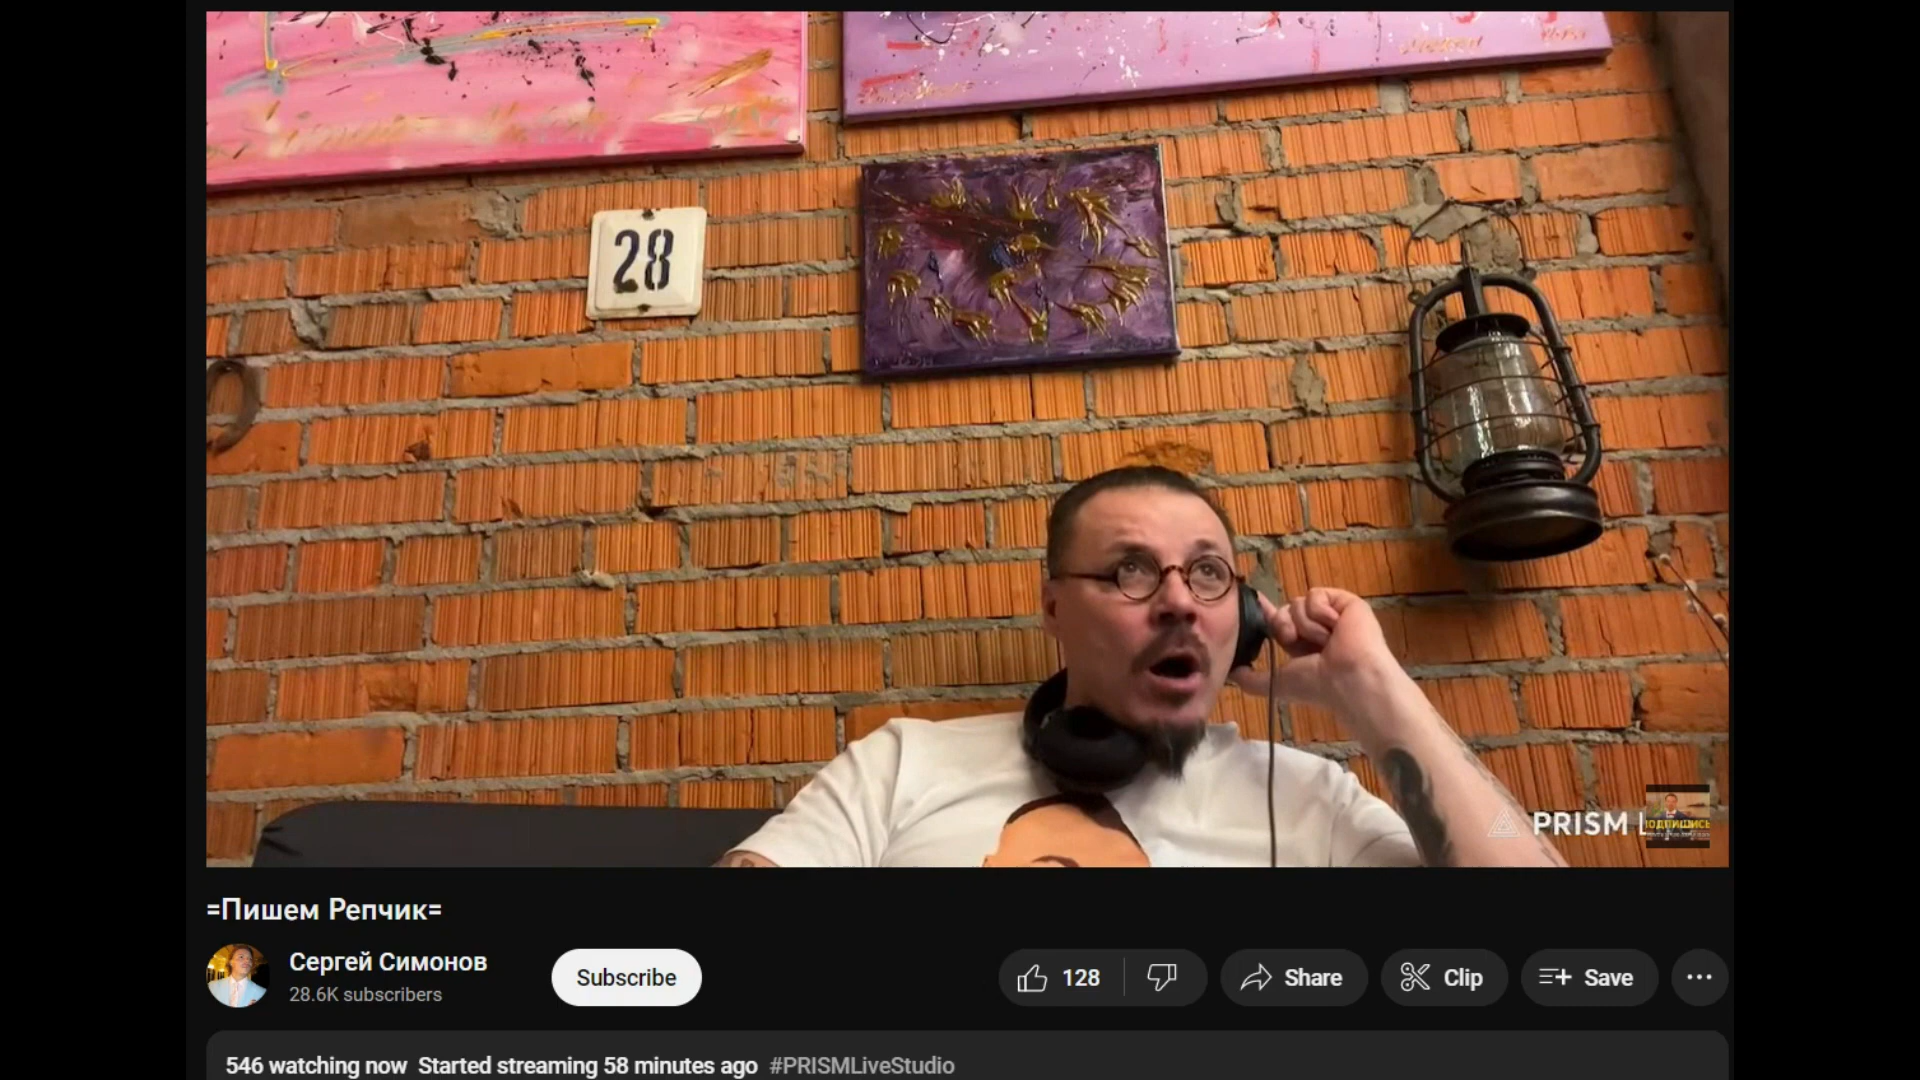 28
PRISM L
ПОДПИШИСЬ
=Пишем Репчик=
Сергей Симонов
28.6K subscribers
Subscribe
128
Share
Clip
Save
546 watching now Started streaming 58 minutes ago #PRISMLiveStudio